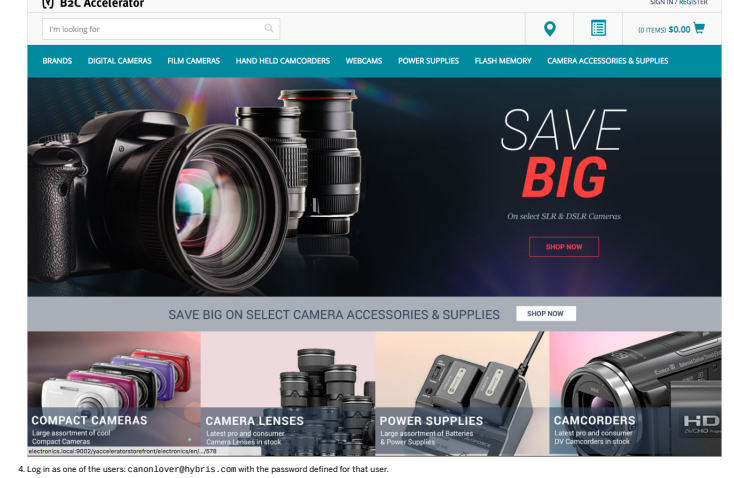 (Y) B2C Accelerator
SIGN IN / REGISTER
I'm looking for
(0 ITEMS) $0.00
BRANDS DIGITAL CAMERAS FILM CAMERAS HAND HELD CAMCORDERS WEBCAMS POWER SUPPLIES FLASH MEMORY CAMERA ACCESSORIES & SUPPLIES
SAVE
BIG
On select SLR & DSLR Cameras
SHOP NOW
SAVE BIG ON SELECT CAMERA ACCESSORIES & SUPPLIES SHOP NOW
COMPACT CAMERAS
Large assortment of cool
Compact Cameras
CAMERA LENSES
Latest pro and consumer
Camera Lenses in stock
POWER SUPPLIES
Large assortment of Batteries
& Power Supplies
CAMCORDERS
Latest pro and consumer
DV Camcorders in stock
HD
electronics.local:9002/yacceleratorstorefront/electronics/en/.../578
4. Log in as one of the users: canonlover@hybris.com with the password defined for that user.